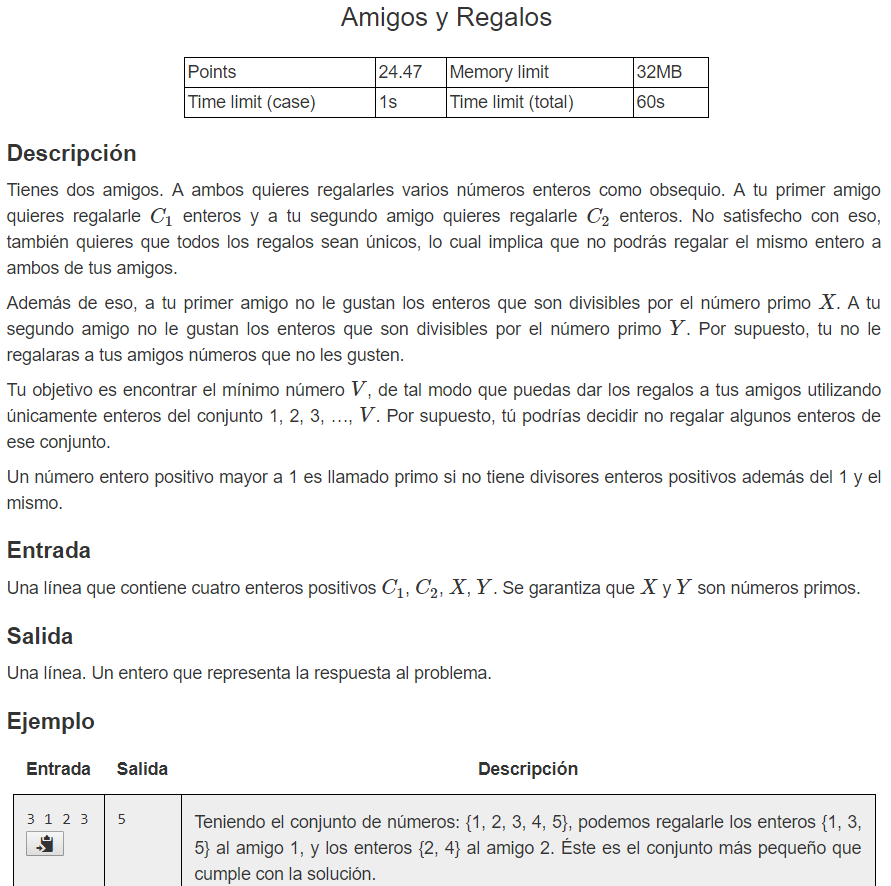 Amigos y Regalos
Points 24.47 Memory limit 32MB
Time limit (case) 1s Time limit (total) 60s
Descripción
Tienes dos amigos. A ambos quieres regalarles varios números enteros como obsequio. A tu primer amigo
quieres regalarle C₁ enteros y a tu segundo amigo quieres regalarle C₂ enteros. No satisfecho con eso,
también quieres que todos los regalos sean únicos, lo cual implica que no podrás regalar el mismo entero a
ambos de tus amigos.
Además de eso, a tu primer amigo no le gustan los enteros que son divisibles por el número primo X. A tu
segundo amigo no le gustan los enteros que son divisibles por el número primo Y. Por supuesto, tu no le
regalaras a tus amigos números que no les gusten.
Tu objetivo es encontrar el mínimo número V, de tal modo que puedas dar los regalos a tus amigos utilizando
únicamente enteros del conjunto 1, 2, 3, ..., V. Por supuesto, tú podrías decidir no regalar algunos enteros de
ese conjunto.
Un número entero positivo mayor a 1 es llamado primo si no tiene divisores enteros positivos además del 1 y el
mismo.
Entrada
Una línea que contiene cuatro enteros positivos C₁, C₂, X, Y. Se garantiza que X y Y son números primos.
Salida
Una línea. Un entero que representa la respuesta al problema.
Ejemplo
Entrada Salida Descripción
3 1 2 3 5 Teniendo el conjunto de números: {1, 2, 3, 4, 5}, podemos regalarle los enteros {1, 3,
5} al amigo 1, y los enteros {2, 4} al amigo 2. Éste es el conjunto más pequeño que
cumple con la solución.